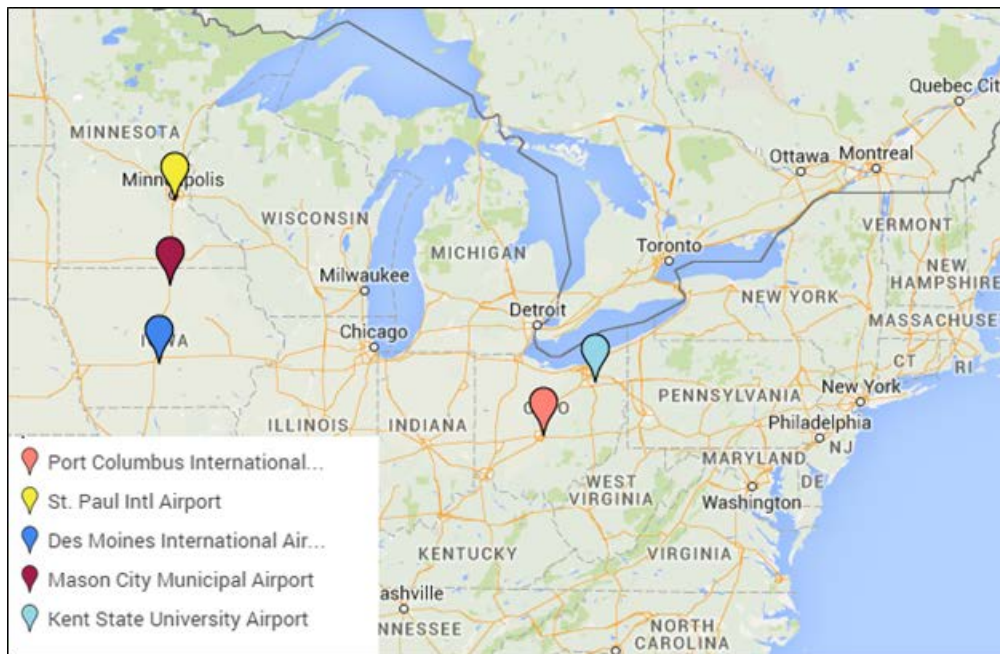 Quebec City
MINNESOTA
Ottawa
Montreal
Minneapolis
WISCONSIN
VERMONT
MICHIGAN
Toronto
NEW
HAMPSHIRE
Milwaukee
NEW YORK
Detroit
MASSACHUSE
Chicago
IOWA
CT
RI
PENNSYLVANIA
New York
OHIO
ILLINOIS
INDIANA
Philadelphia
NJ
MARYLAND
WEST
VIRGINIA
DE
Washington
KENTUCKY
VIRGINIA
ashville
NNESSEE
NORTH
CAROLINA
Port Columbus International...
St. Paul Intl Airport
Des Moines International Air...
Mason City Municipal Airport
Kent State University Airport